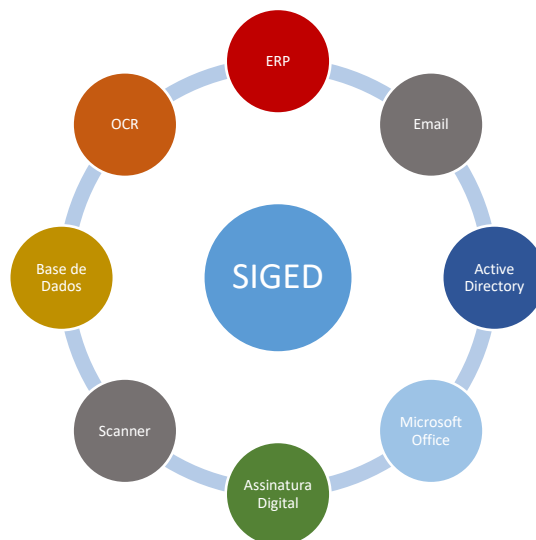 ERP
Email
Active
Directory
Microsoft
Office
Assinatura
Digital
Scanner
Base de
Dados
OCR
SIGED